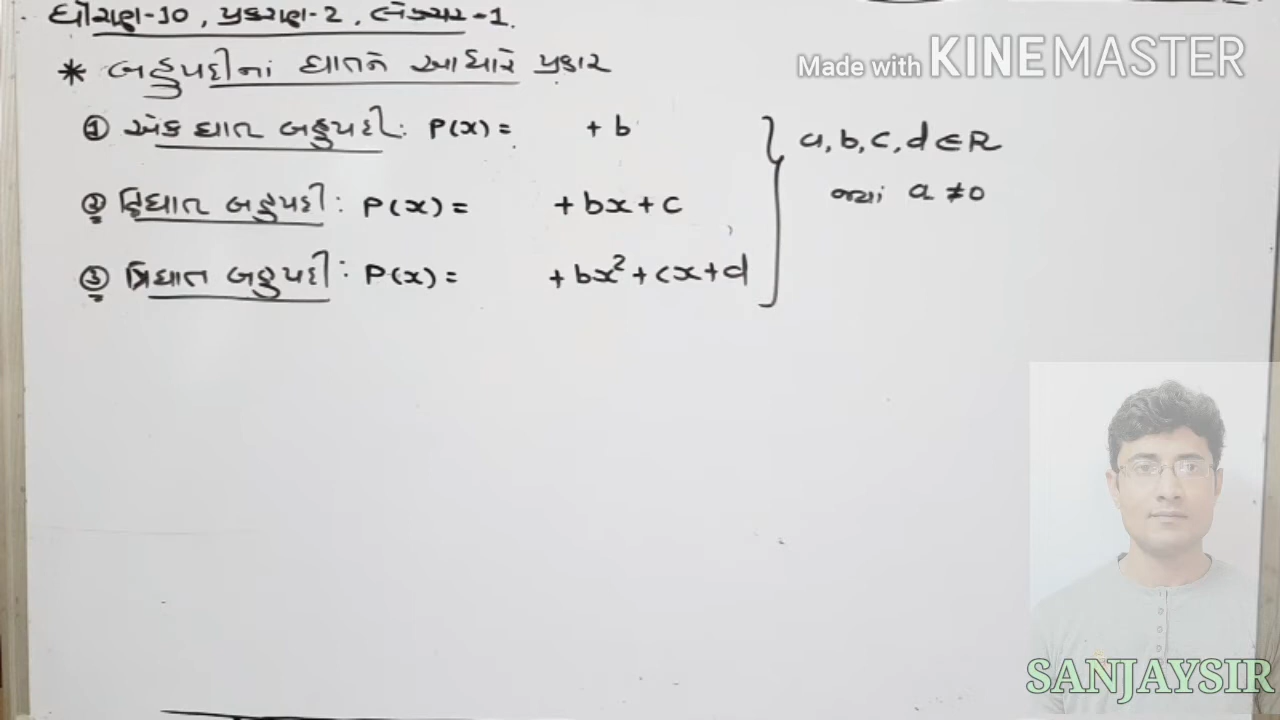 ધોરણ-10, પ્રકરણ-2, લેક્ચર-1.
* બહુપદીનાં ઘાતને આધારે પ્રકાર
Made with KINEMASTER
① એક ઘાત બહુપદી: P(x) = + b
② દ્વિઘાત બહુપદી: P(x) = + bx + c
③ ત્રિઘાત બહુપદી: P(x) = + bx² + cx + d
} a, b, c, d ∈ R
જ્યાં a ≠ 0
SANJAYSIR